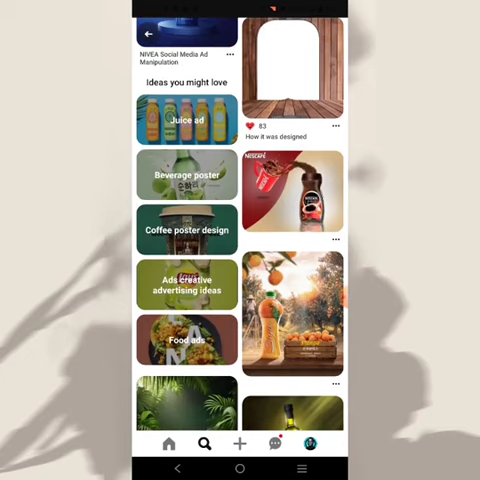 NIVEA Social Media Ad
Manipulation
Ideas you might love
Juice ad
Beverage poster
Coffee poster design
Ads creative
advertising ideas
Food ads
83
How it was designed
NESCAFÉ